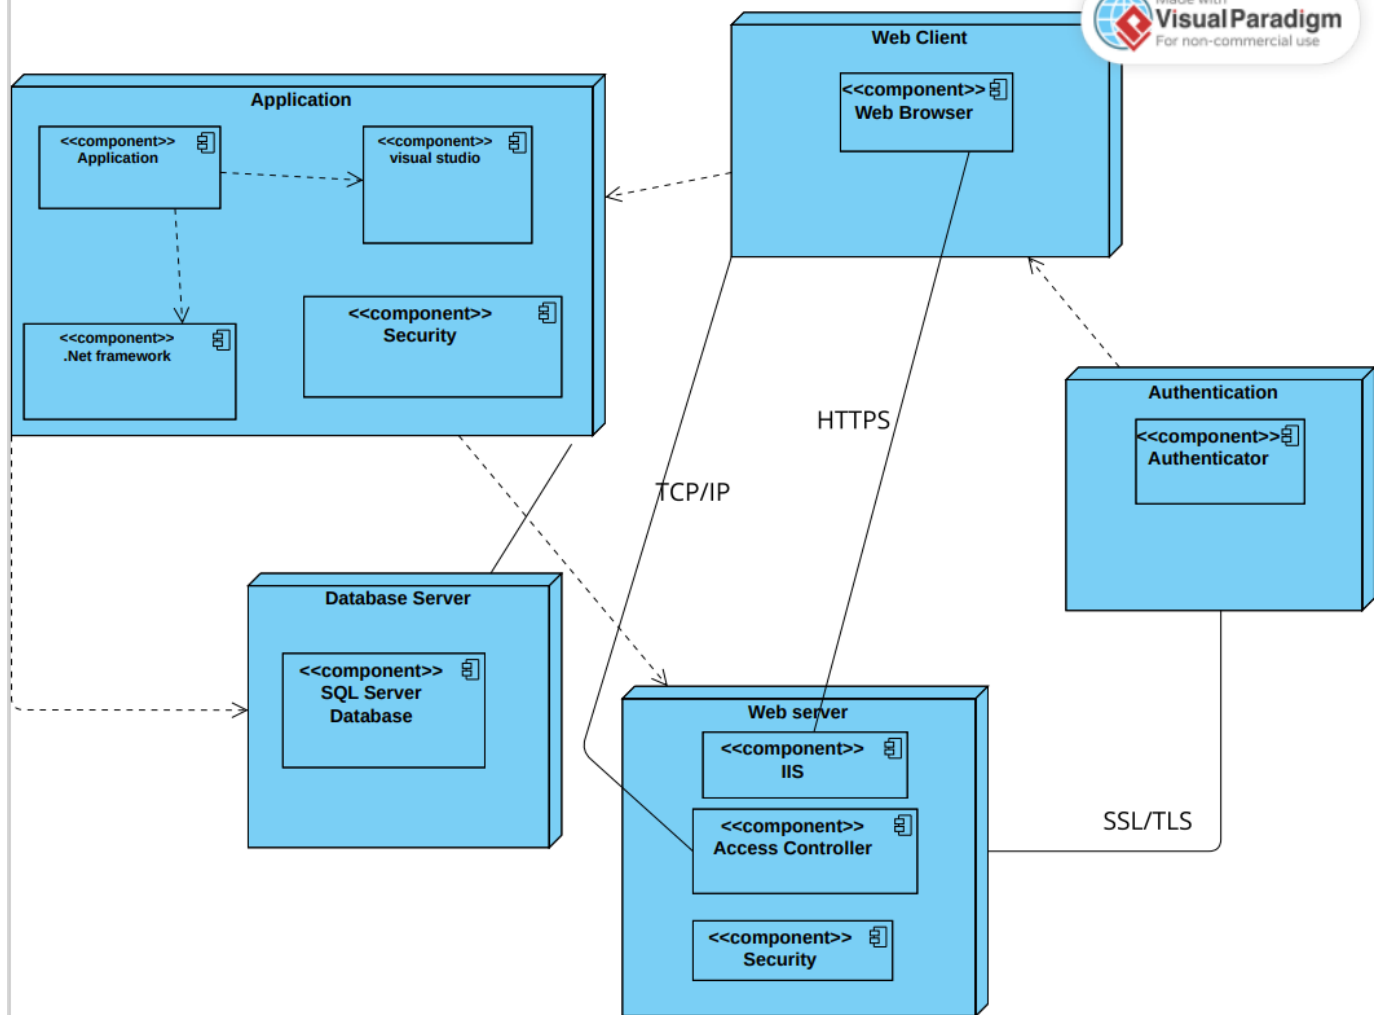 Made with
Visual Paradigm
For non-commercial use
Web Client
<<component>>
Web Browser
Application
<<component>>
Application
<<component>>
visual studio
<<component>>
Security
<<component>>
.Net framework
Authentication
<<component>>
Authenticator
HTTPS
TCP/IP
Database Server
<<component>>
SQL Server
Database
Web server
<<component>>
IIS
<<component>>
Access Controller
<<component>>
Security
SSL/TLS